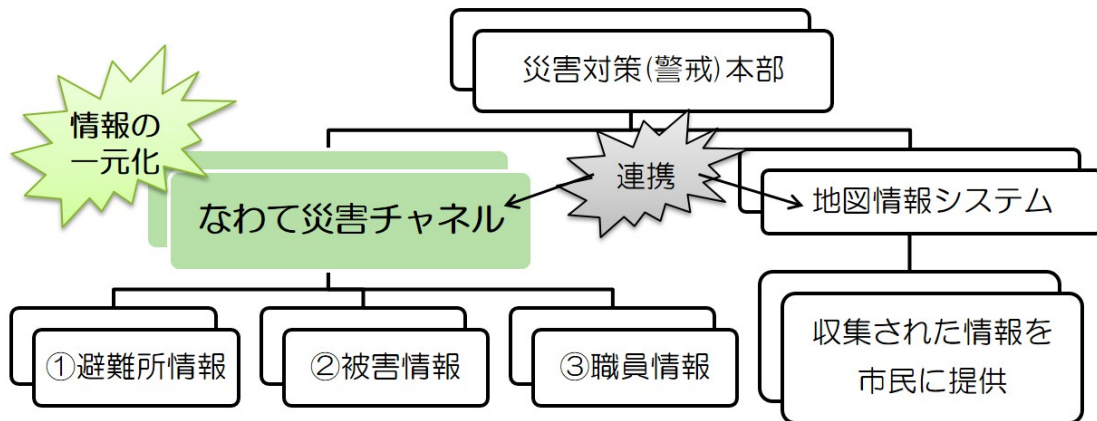 災害対策(警戒)本部
情報の
一元化
連携
なわて災害チャネル
地図情報システム
①避難所情報
②被害情報
③職員情報
収集された情報を
市民に提供